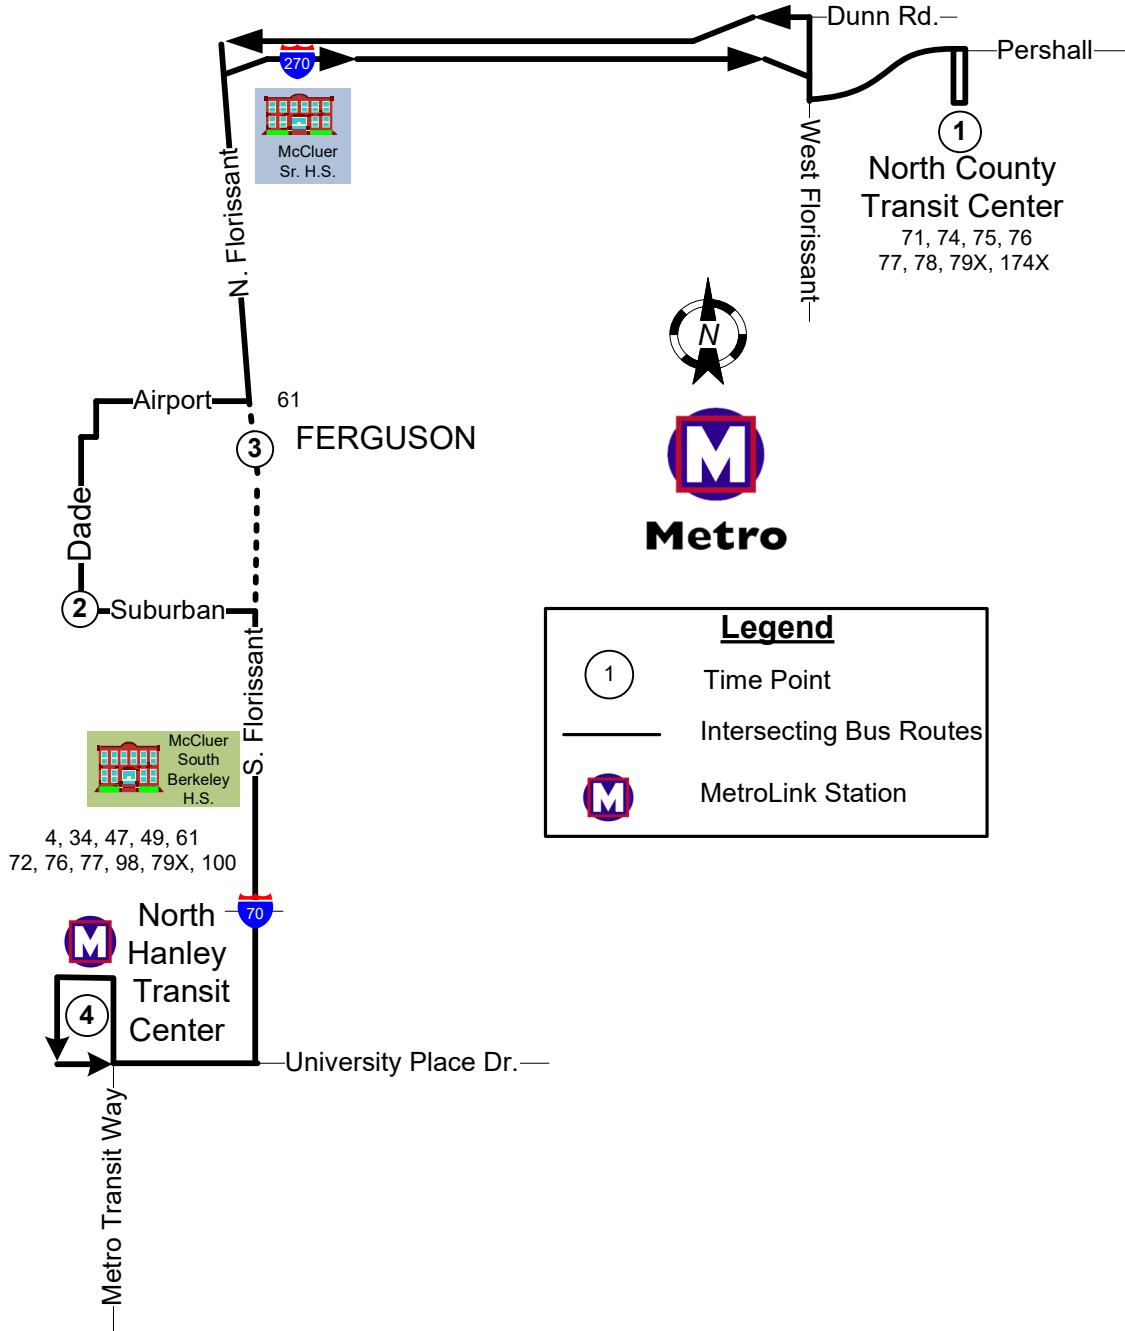 Dunn Rd.
Pershall
270
McCluer
Sr. H.S.
1
North County
Transit Center
71, 74, 75, 76
77, 78, 79X, 174X
West Florissant
N. Florissant
N
Airport
61
3
FERGUSON
M
Metro
Dade
2
Suburban
S. Florissant
Legend
1
Time Point
Intersecting Bus Routes
M
MetroLink Station
McCluer
South
Berkeley
H.S.
4, 34, 47, 49, 61
72, 76, 77, 98, 79X, 100
70
M
North
Hanley
Transit
Center
4
University Place Dr.
Metro Transit Way